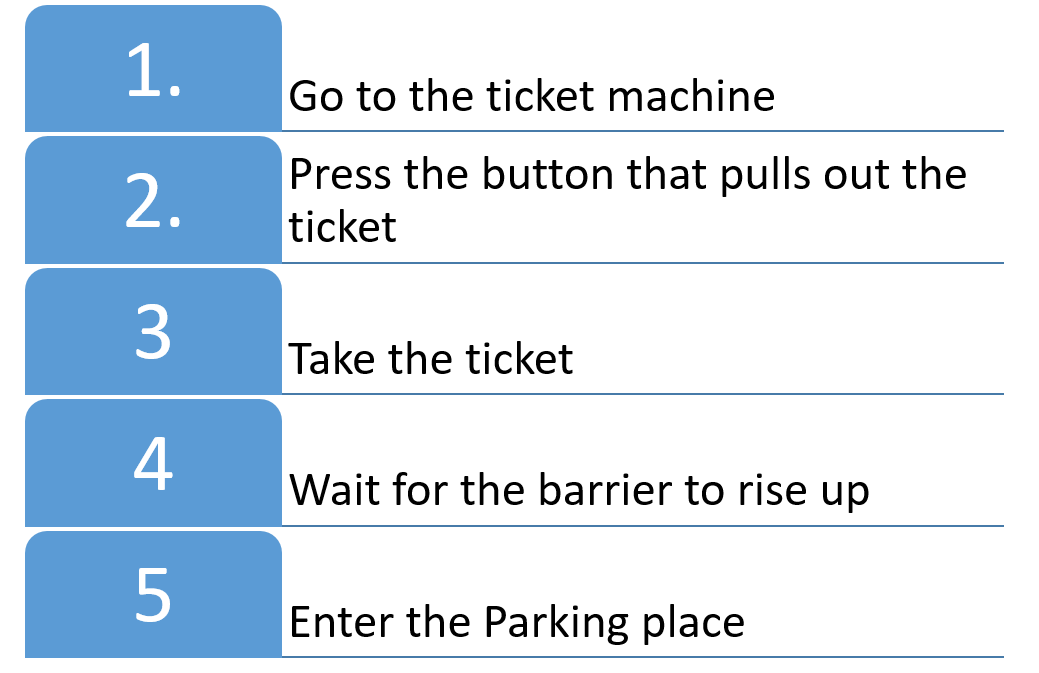 1.
Go to the ticket machine
2.
Press the button that pulls out the
ticket
3
Take the ticket
4
Wait for the barrier to rise up
5
Enter the Parking place